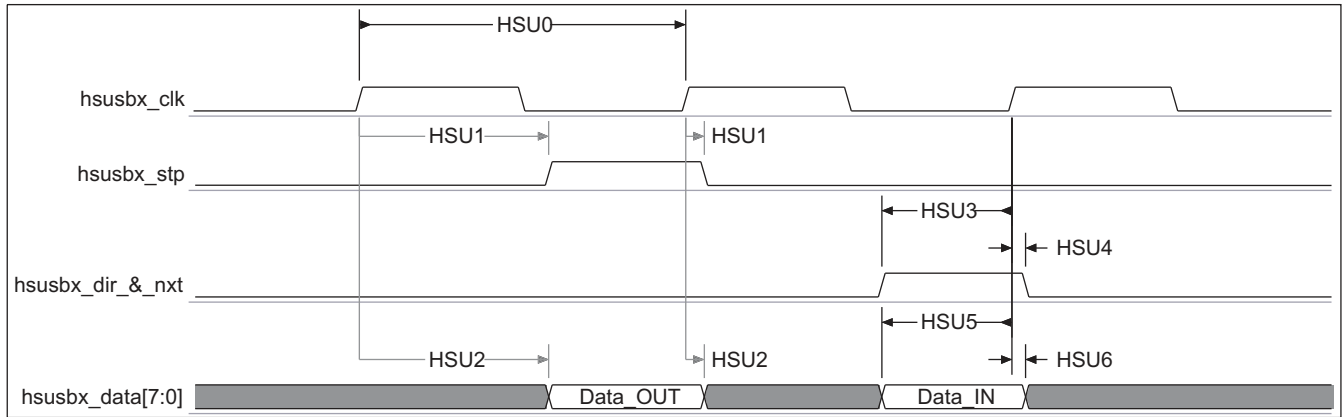 HSU0
hsusbx_clk
HSU1 HSU1
hsusbx_stp
HSU3
HSU4
hsusbx_dir_&_nxt
HSU5
HSU2 HSU2 HSU6
hsusbx_data[7:0] Data_OUT Data_IN